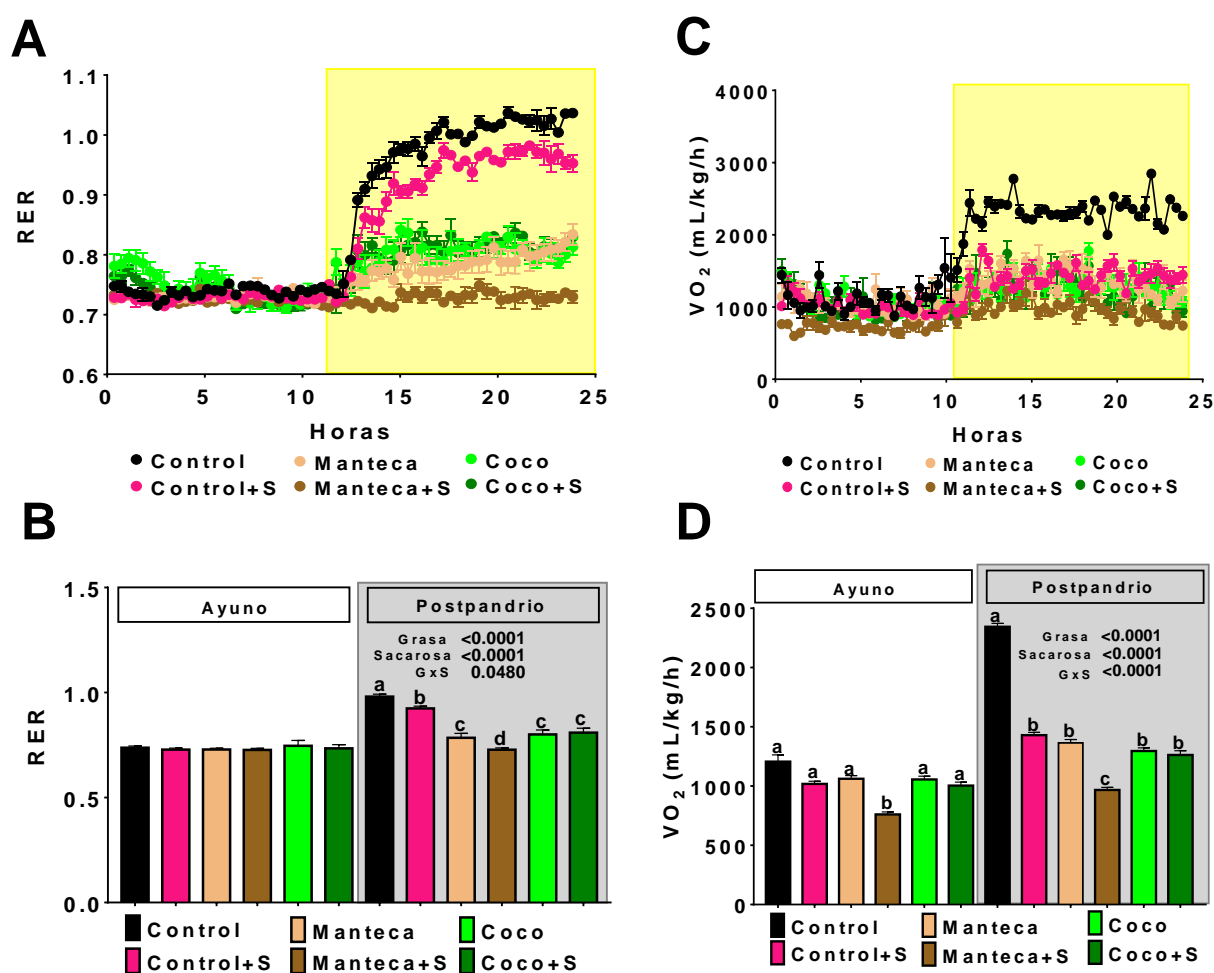 A
RER
1.1
1.0
0.9
0.8
0.7
0.6
0 5 10 15 20 25
Horas
Control Manteca Coco
Control+S Manteca+S Coco+S
C
VO2 (mL/kg/h)
4000
3000
2000
1000
0
0 5 10 15 20 25
Horas
Control Manteca Coco
Control+S Manteca+S Coco+S
B
RER
1.5
1.0
0.5
0.0
Ayuno
Postpandrio
Grasa <0.0001
Sacarosa <0.0001
GxS 0.0480
a b c d c c
Control Manteca Coco
Control+S Manteca+S Coco+S
D
VO2 (mL/kg/h)
2500
2000
1500
1000
500
0
Ayuno
Postpandrio
Grasa <0.0001
Sacarosa <0.0001
GxS <0.0001
a a a b a a
a b b c b b
Control Manteca Coco
Control+S Manteca+S Coco+S